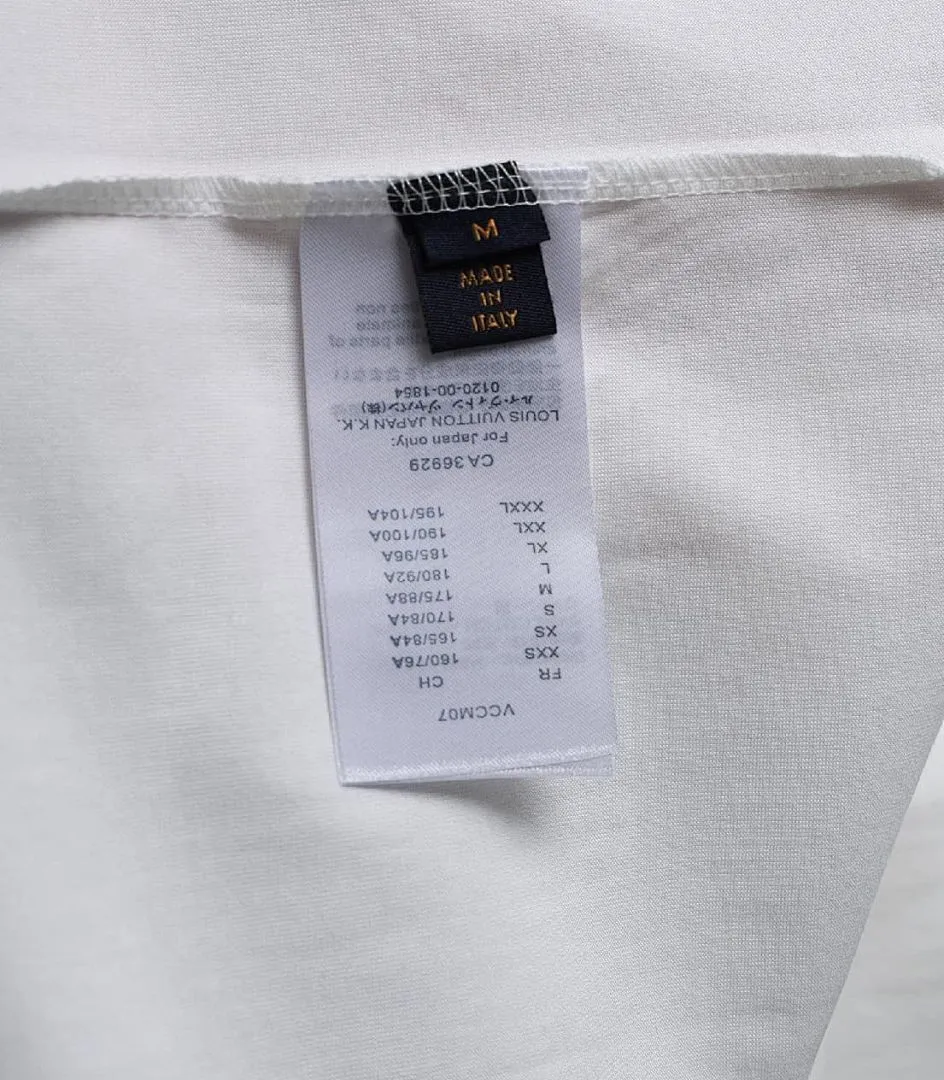 M
MADE
IN
ITALY
VCCM07
FR CH
XXS 160/76A
XS 165/84A
S 170/84A
M 175/88A
L 180/92A
XL 185/96A
XXL 190/100A
XXXL 195/104A
CA 36929
For Japan only:
LOUIS VUITTON JAPAN K.K.
ルイ・ヴィトン ジャパン(株)
0120-00-1854